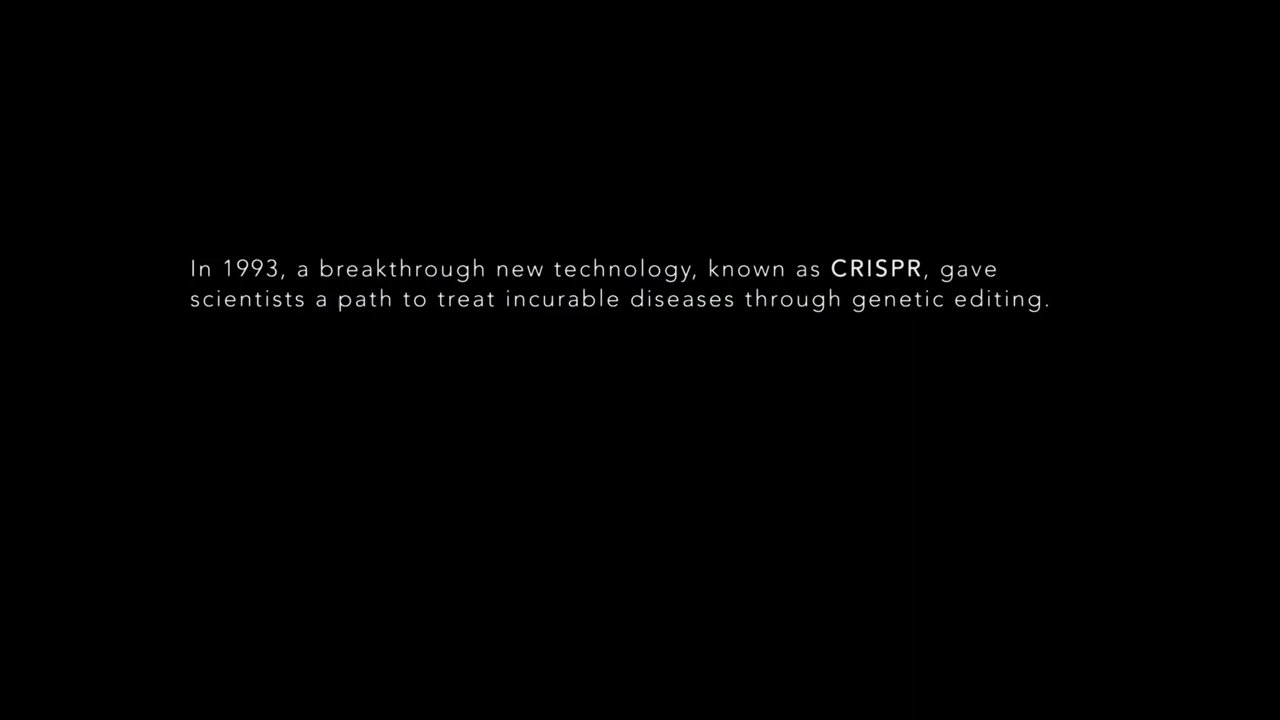 In 1993, a breakthrough new technology, known as CRISPR, gave
scientists a path to treat incurable diseases through genetic editing.